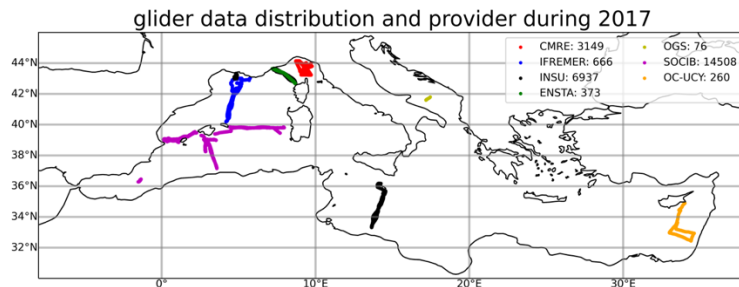 glider data distribution and provider during 2017
CMRE: 3149
IFREMER: 666
INSU: 6937
ENSTA: 373
OGS: 76
SOCIB: 14508
OC-UCY: 260
44°N
42°N
40°N
38°N
36°N
34°N
32°N
0°
10°E
20°E
30°E